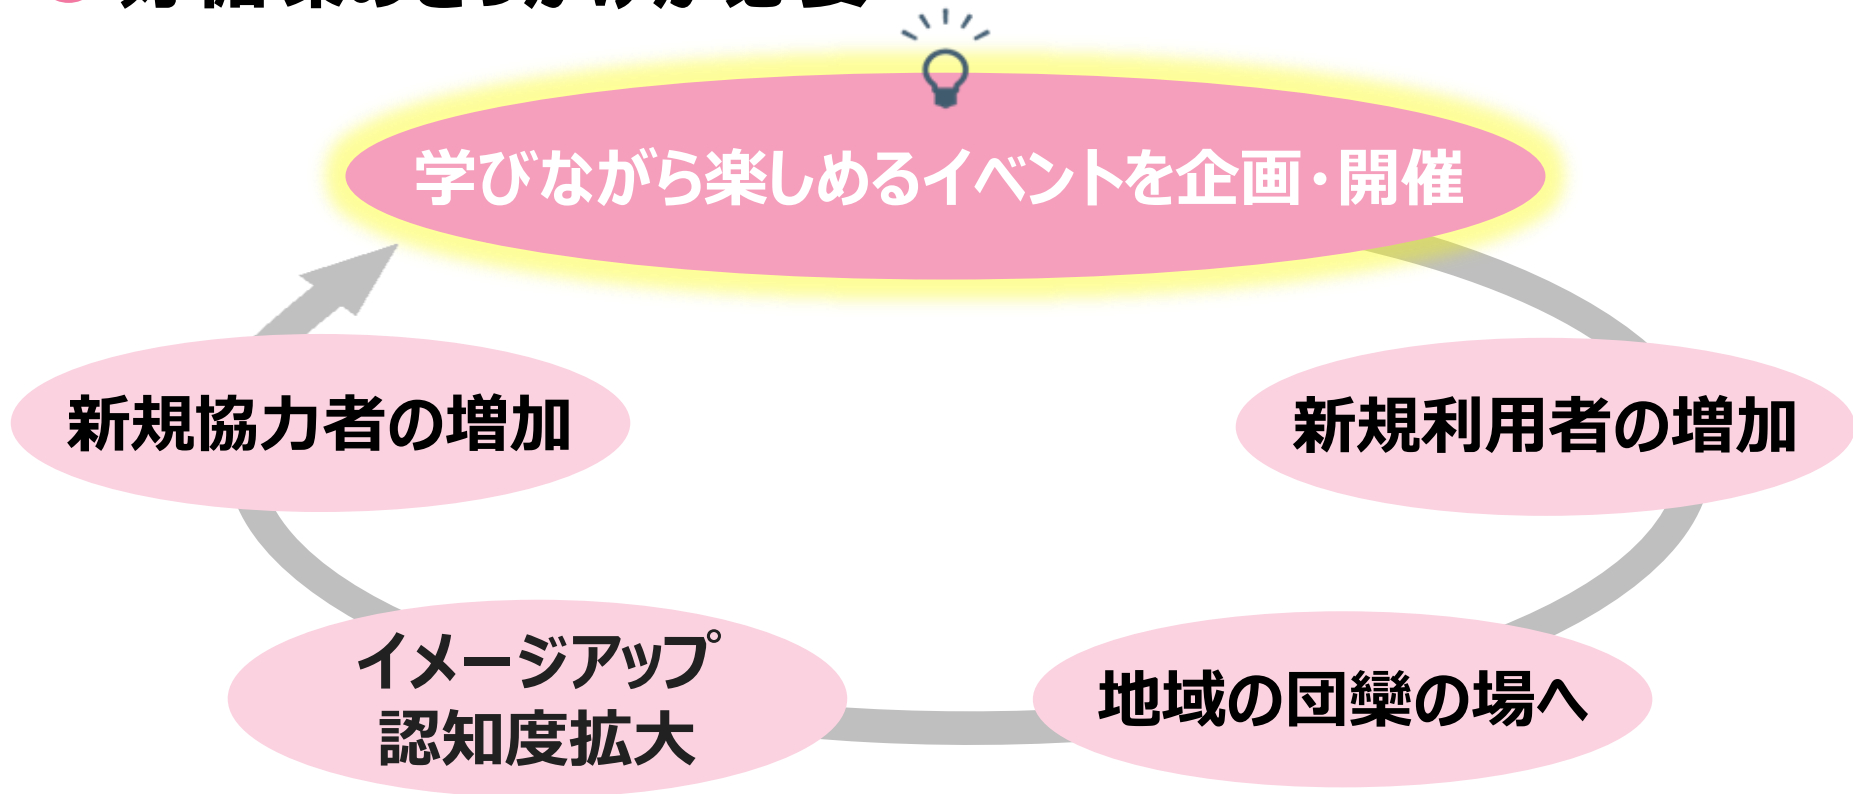 学びながら楽しめるイベントを企画・開催
新規協力者の増加
新規利用者の増加
イメージアップ
認知度拡大
地域の団欒の場へ